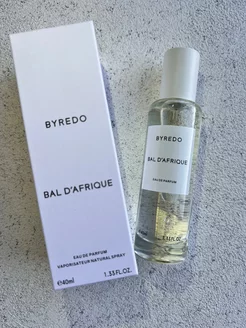 BYREDO
BAL D'AFRIQUE
EAU DE PARFUM
VAPORISATEUR NATURAL SPRAY
℮40ml 1.35FL.OZ.
BYREDO
BAL D'AFRIQUE
EAU DE PARFUM